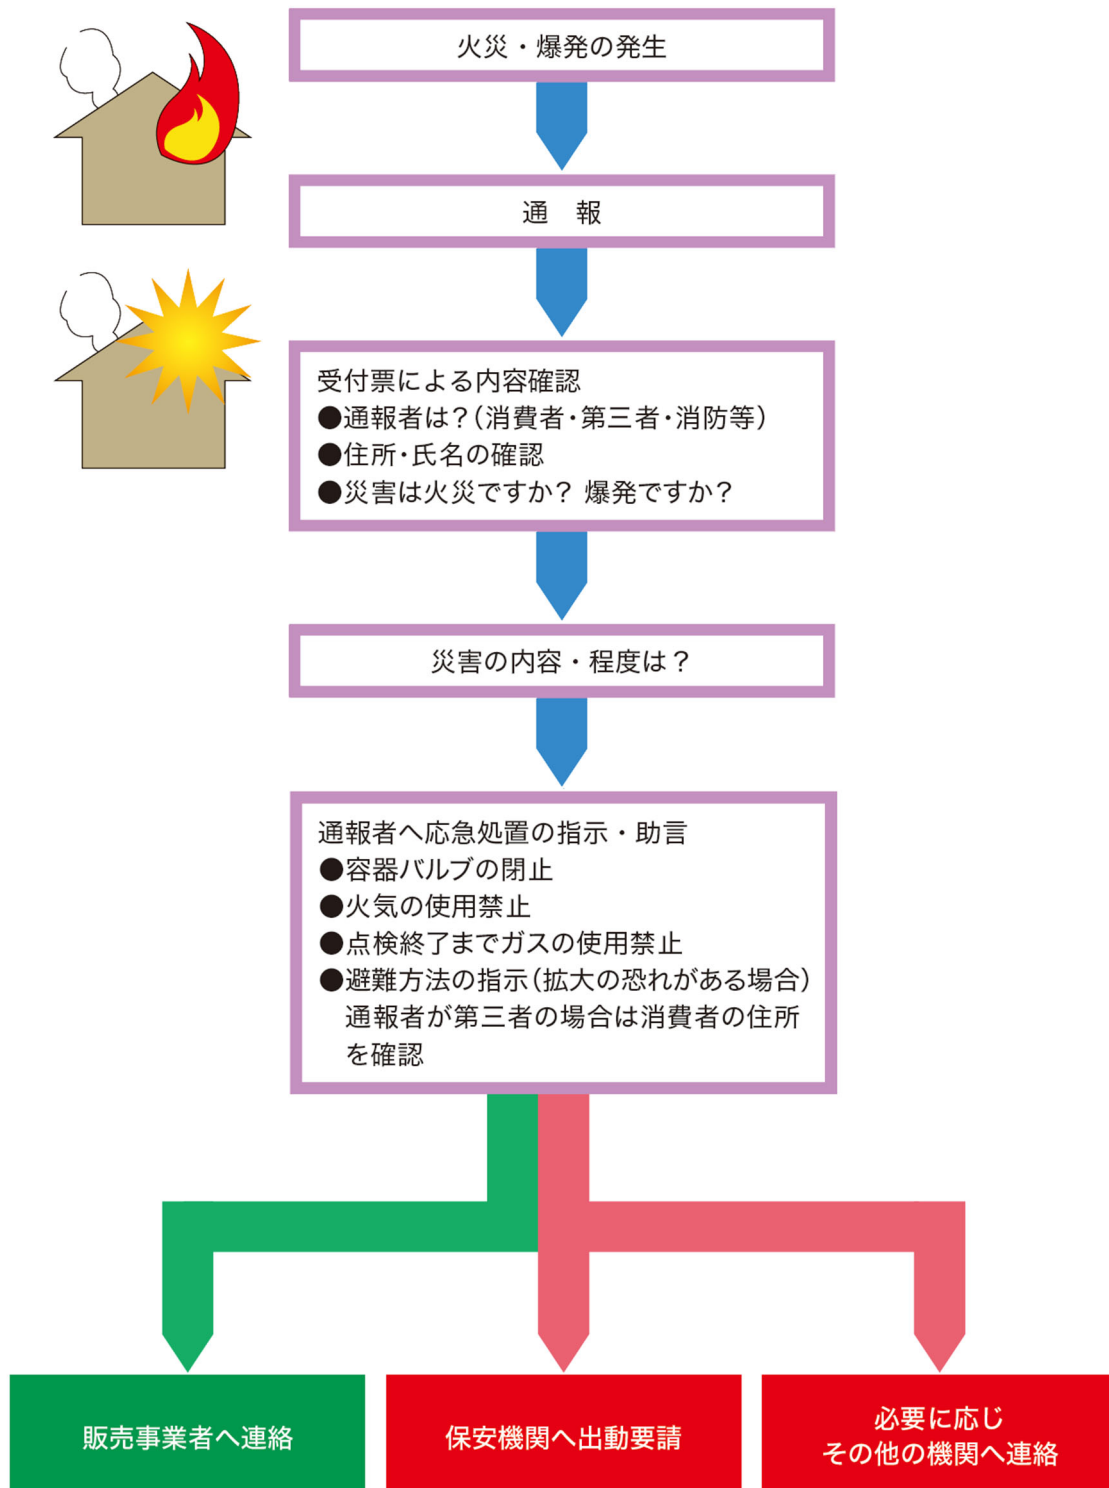 火災・爆発の発生
通　報
受付票による内容確認
●通報者は？（消費者・第三者・消防等）
●住所・氏名の確認
●災害は火災ですか？ 爆発ですか？
災害の内容・程度は？
通報者へ応急処置の指示・助言
●容器バルブの閉止
●火気の使用禁止
●点検終了までガスの使用禁止
●避難方法の指示（拡大の恐れがある場合）
通報者が第三者の場合は消費者の住所
を確認
販売事業者へ連絡
保安機関へ出動要請
必要に応じ
その他の機関へ連絡